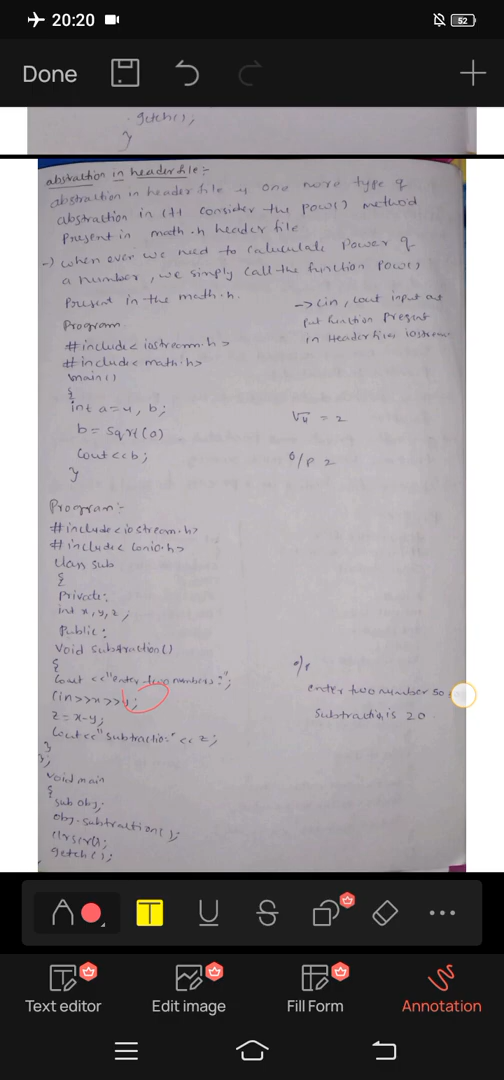 20:20
52
Done
getch();
}
abstraction in header file :-
abstraction in header file is one more type of
abstraction in consider the pow() method
Present in math.h header file
-) when ever we need to caluculate Power of
a number, we simply call the function Pow()
Present in the math.h.
-> Cin, Cout input out
put function Present
in Header files iostream
Program
#include<iostream.h>
#include<math.h>
main()
{
int a=4, b;
b= sqrt(a)
Cout<<b;
}
√4 = 2
o/p 2
Program:-
#include<iostream.h>
#include<conio.h>
class sub
{
Private:
int x,y,z;
Public:
Void subtraction()
{
Cout <<"enter two numbers:";
Cin>>x>>y;
z = x-y;
Cout<<"subtraction" << z;
}
};
o/p
enter two number 50
Subtraction is 20
void main
{
sub obj;
obj.subtraction();
clrscr();
getch();
T
U
S
Text editor
Edit image
Fill Form
Annotation